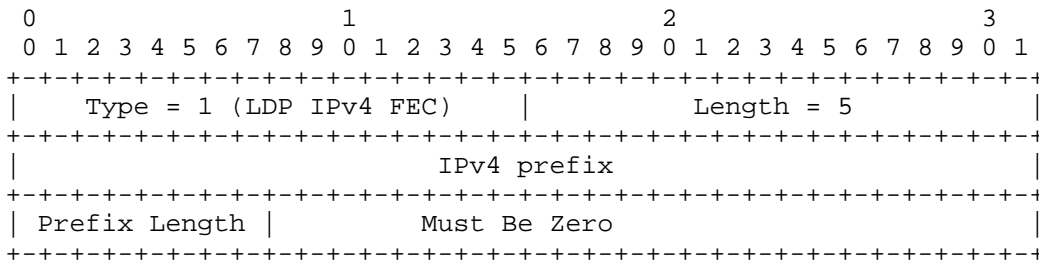 0                   1                   2                   3
 0 1 2 3 4 5 6 7 8 9 0 1 2 3 4 5 6 7 8 9 0 1 2 3 4 5 6 7 8 9 0 1
+-+-+-+-+-+-+-+-+-+-+-+-+-+-+-+-+-+-+-+-+-+-+-+-+-+-+-+-+-+-+-+-+
|    Type = 1 (LDP IPv4 FEC)    |          Length = 5           |
+-+-+-+-+-+-+-+-+-+-+-+-+-+-+-+-+-+-+-+-+-+-+-+-+-+-+-+-+-+-+-+-+
|                          IPv4 prefix                          |
+-+-+-+-+-+-+-+-+-+-+-+-+-+-+-+-+-+-+-+-+-+-+-+-+-+-+-+-+-+-+-+-+
| Prefix Length |         Must Be Zero                          |
+-+-+-+-+-+-+-+-+-+-+-+-+-+-+-+-+-+-+-+-+-+-+-+-+-+-+-+-+-+-+-+-+